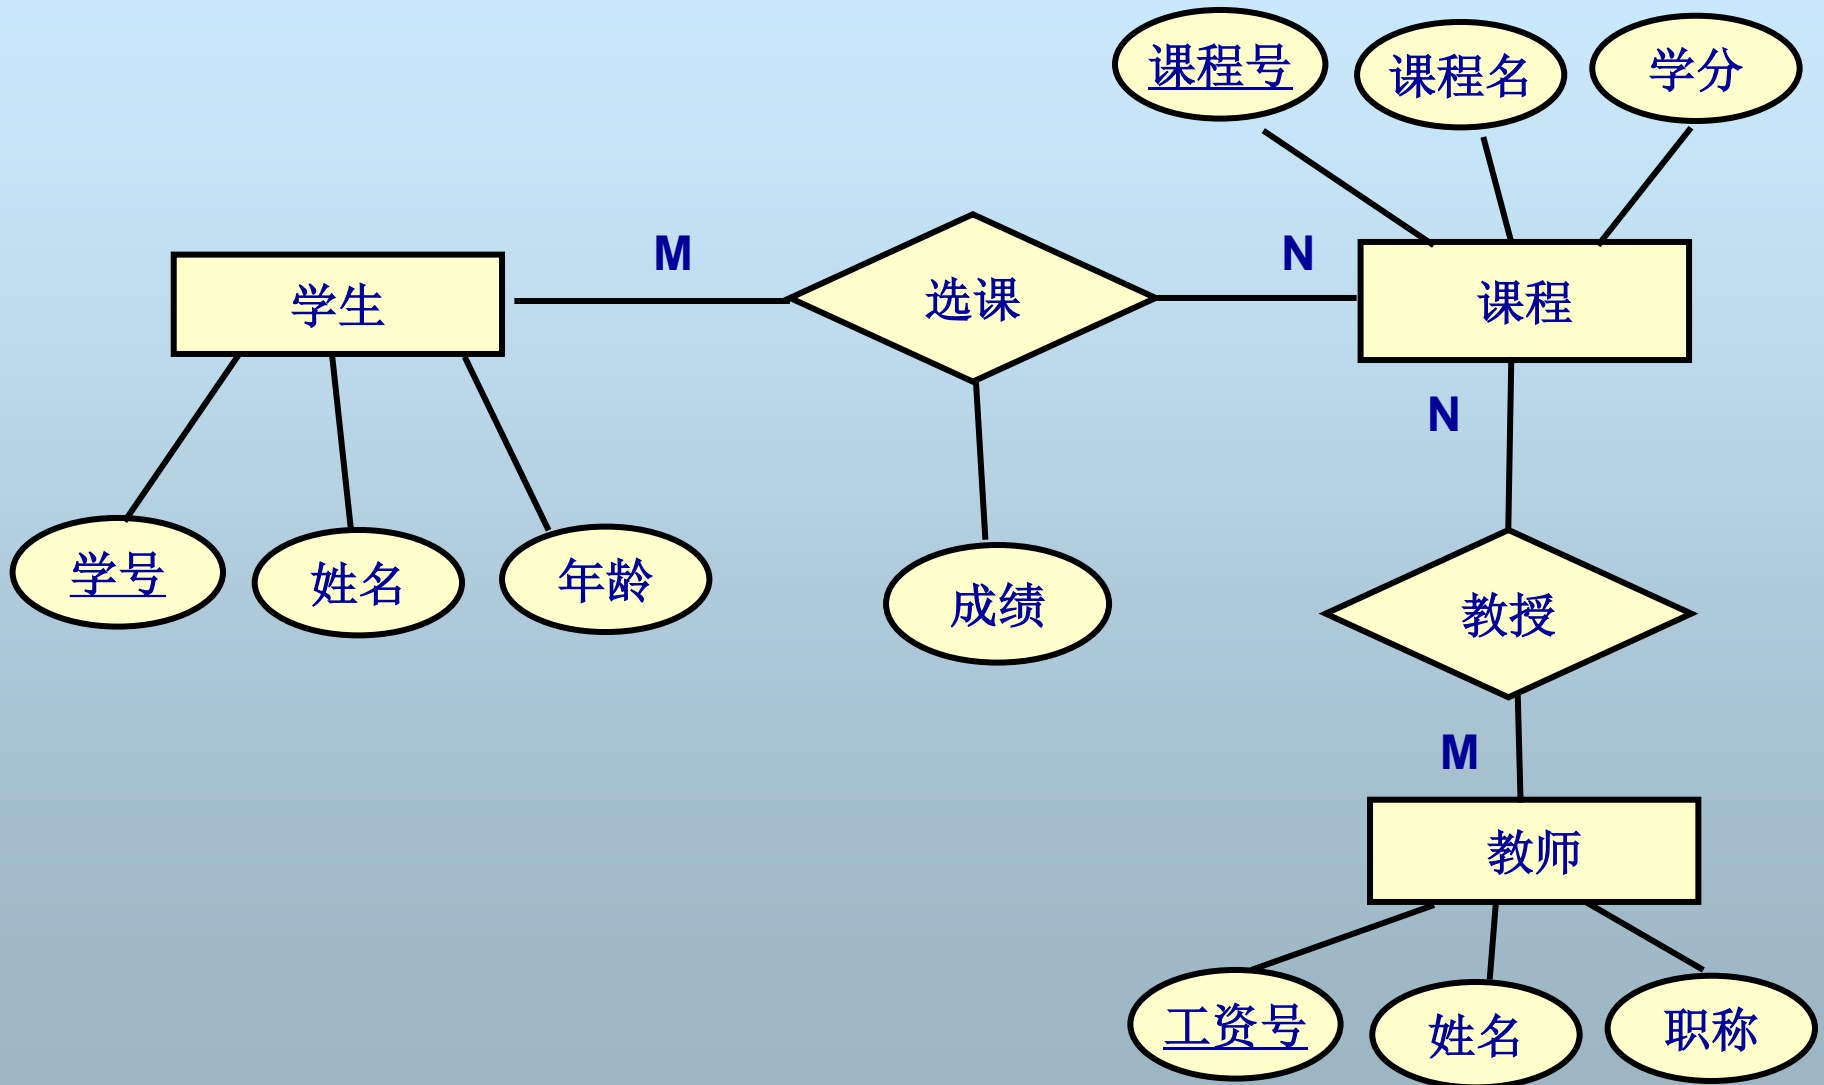 课程号
课程名
学分
M
N
学生
选课
课程
N
学号
姓名
年龄
成绩
教授
M
教师
工资号
姓名
职称